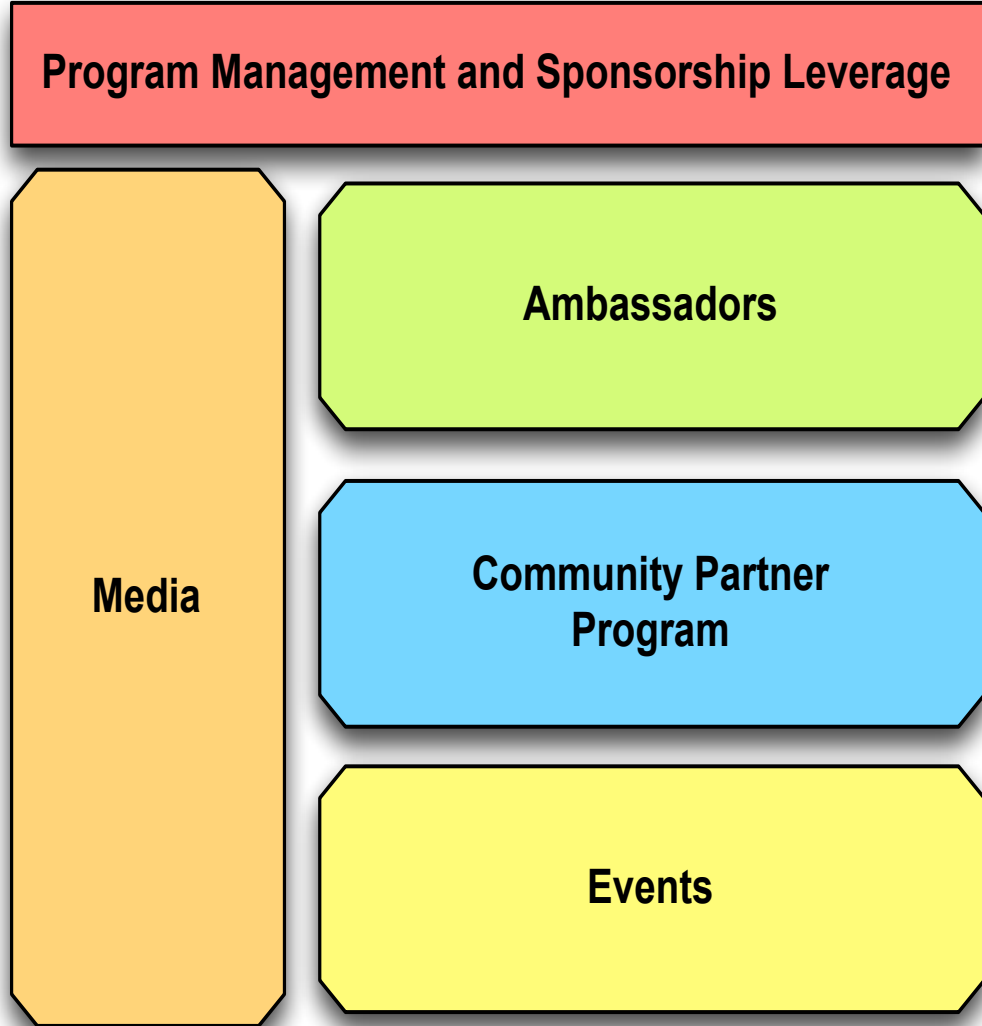 Program Management and Sponsorship Leverage
Ambassadors
Media
Community Partner
Program
Events